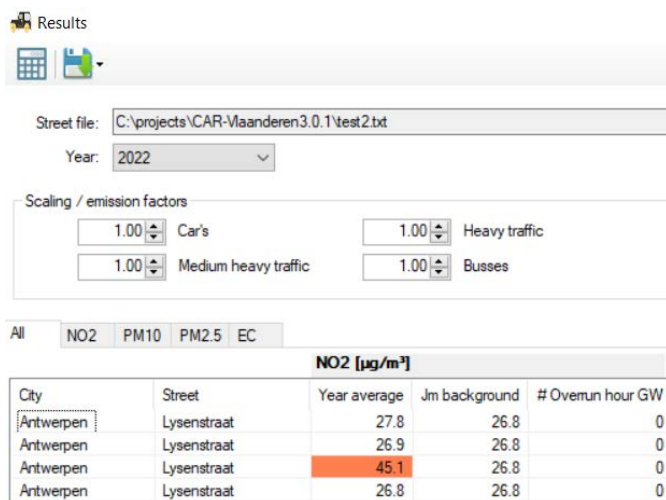 Results
Street file: C:\projects\CAR-Vlaanderen3.0.1\test2.txt
Year: 2022
Scaling / emission factors
1.00 Car's 1.00 Heavy traffic
1.00 Medium heavy traffic 1.00 Busses
All NO2 PM10 PM2.5 EC
NO2 [µg/m³]
City Street Year average Jm background # Overrun hour GW
Antwerpen Lysenstraat 27.8 26.8 0
Antwerpen Lysenstraat 26.9 26.8 0
Antwerpen Lysenstraat 45.1 26.8 0
Antwerpen Lysenstraat 26.8 26.8 0